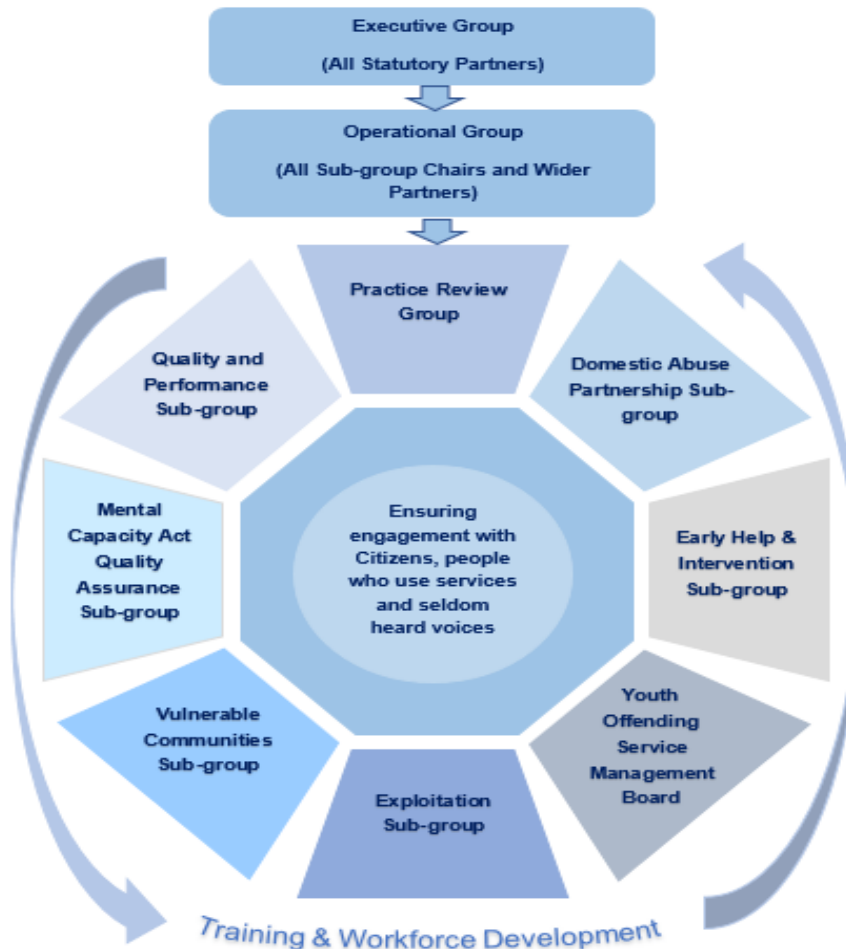 Executive Group
(All Statutory Partners)
Operational Group
(All Sub-group Chairs and Wider
Partners)
Practice Review
Group
Domestic Abuse
Partnership Sub-
group
Early Help &
Intervention
Sub-group
Youth
Offending
Service
Management
Board
Exploitation
Sub-group
Vulnerable
Communities
Sub-group
Mental
Capacity Act
Quality
Assurance
Sub-group
Quality and
Performance
Sub-group
Ensuring
engagement with
Citizens, people
who use services
and seldom
heard voices
Training & Workforce Development